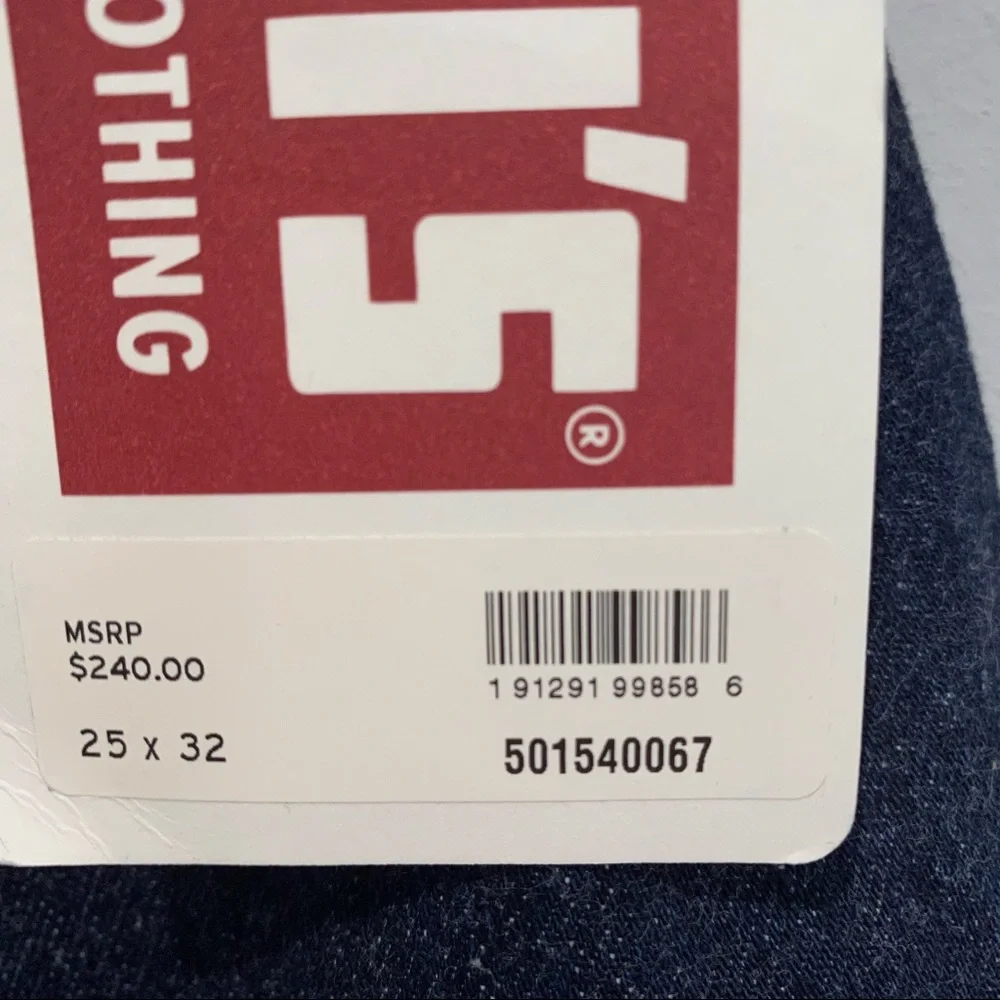 I'S®
OTHING
MSRP
$240.00
25 x 32
1 91291 99858 6
501540067